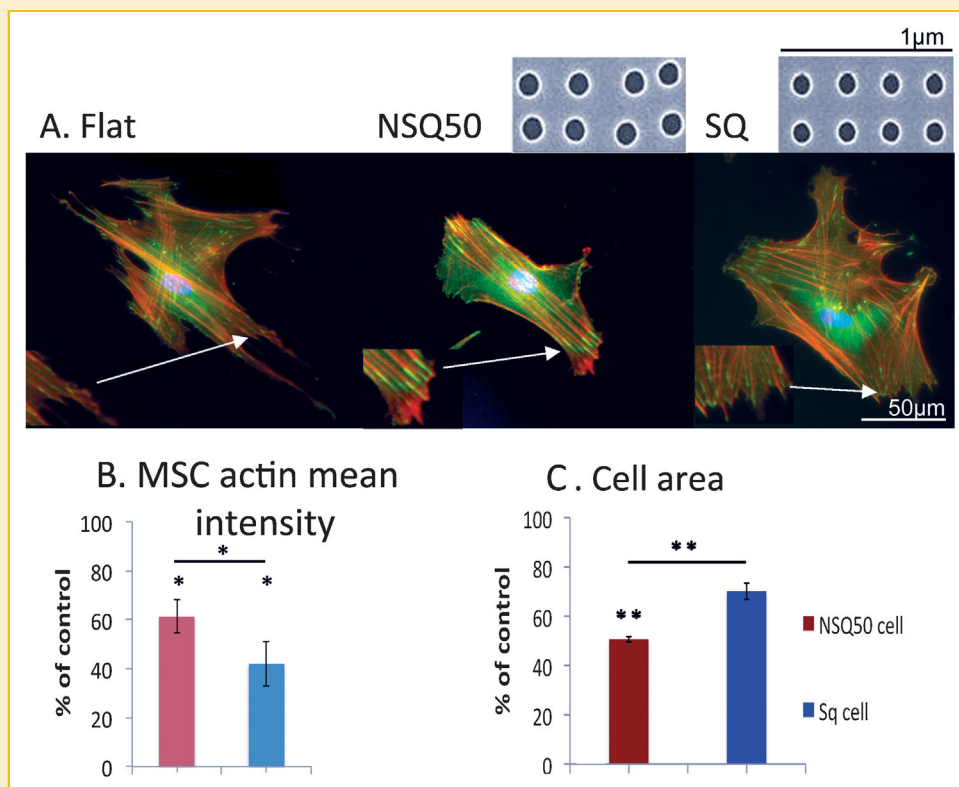 1µm
A. Flat
NSQ50
SQ
50µm
B. MSC actin mean
intensity
100
80
60
40
20
0
% of control
*
*
*
C . Cell area
100
80
60
40
20
0
% of control
**
**
NSQ50 cell
Sq cell